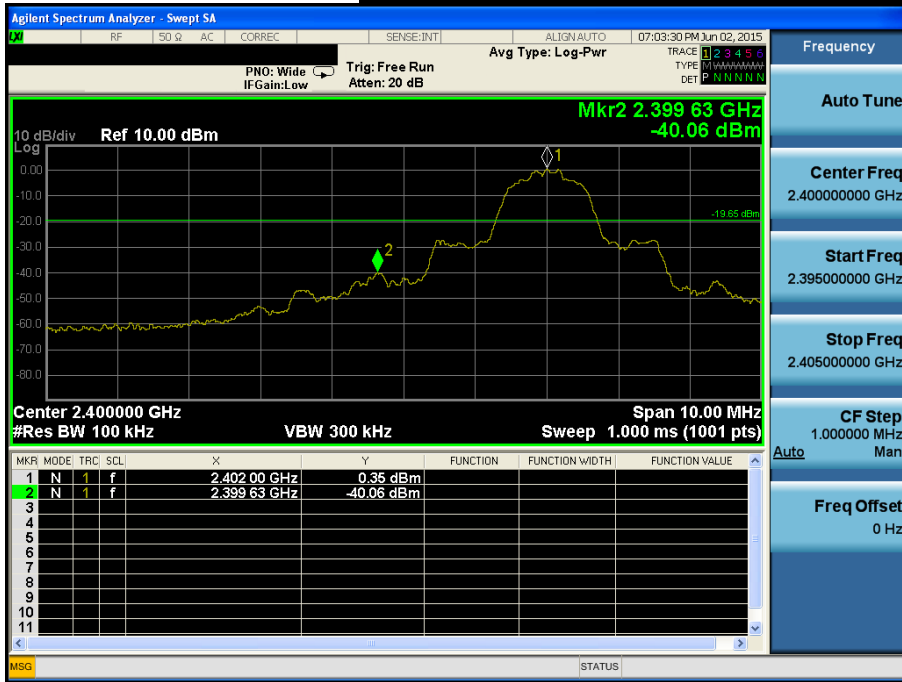 Agilent Spectrum Analyzer - Swept SA
LXI RF 50 Ω AC CORREC SENSE:INT ALIGN AUTO 07:03:30 PM Jun 02, 2015
Avg Type: Log-Pwr TRACE 1 2 3 4 5 6
PNO: Wide Trig: Free Run TYPE M WWWWW
IFGain:Low Atten: 20 dB DET P N N N N N
Frequency
Mkr2 2.399 63 GHz
-40.06 dBm
10 dB/div Ref 10.00 dBm
Log
0.00
-10.0
-20.0
-30.0
-40.0
-50.0
-60.0
-70.0
-80.0
1
2
-19.65 dBm
Center 2.400000 GHz Span 10.00 MHz
#Res BW 100 kHz VBW 300 kHz Sweep 1.000 ms (1001 pts)
MKR MODE TRC SCL X Y FUNCTION FUNCTION WIDTH FUNCTION VALUE
1 N 1 f 2.402 00 GHz 0.35 dBm
2 N 1 f 2.399 63 GHz -40.06 dBm
3
4
5
6
7
8
9
10
11
MSG STATUS
Auto Tune
Center Freq
2.400000000 GHz
Start Freq
2.395000000 GHz
Stop Freq
2.405000000 GHz
CF Step
1.000000 MHz
Auto Man
Freq Offset
0 Hz